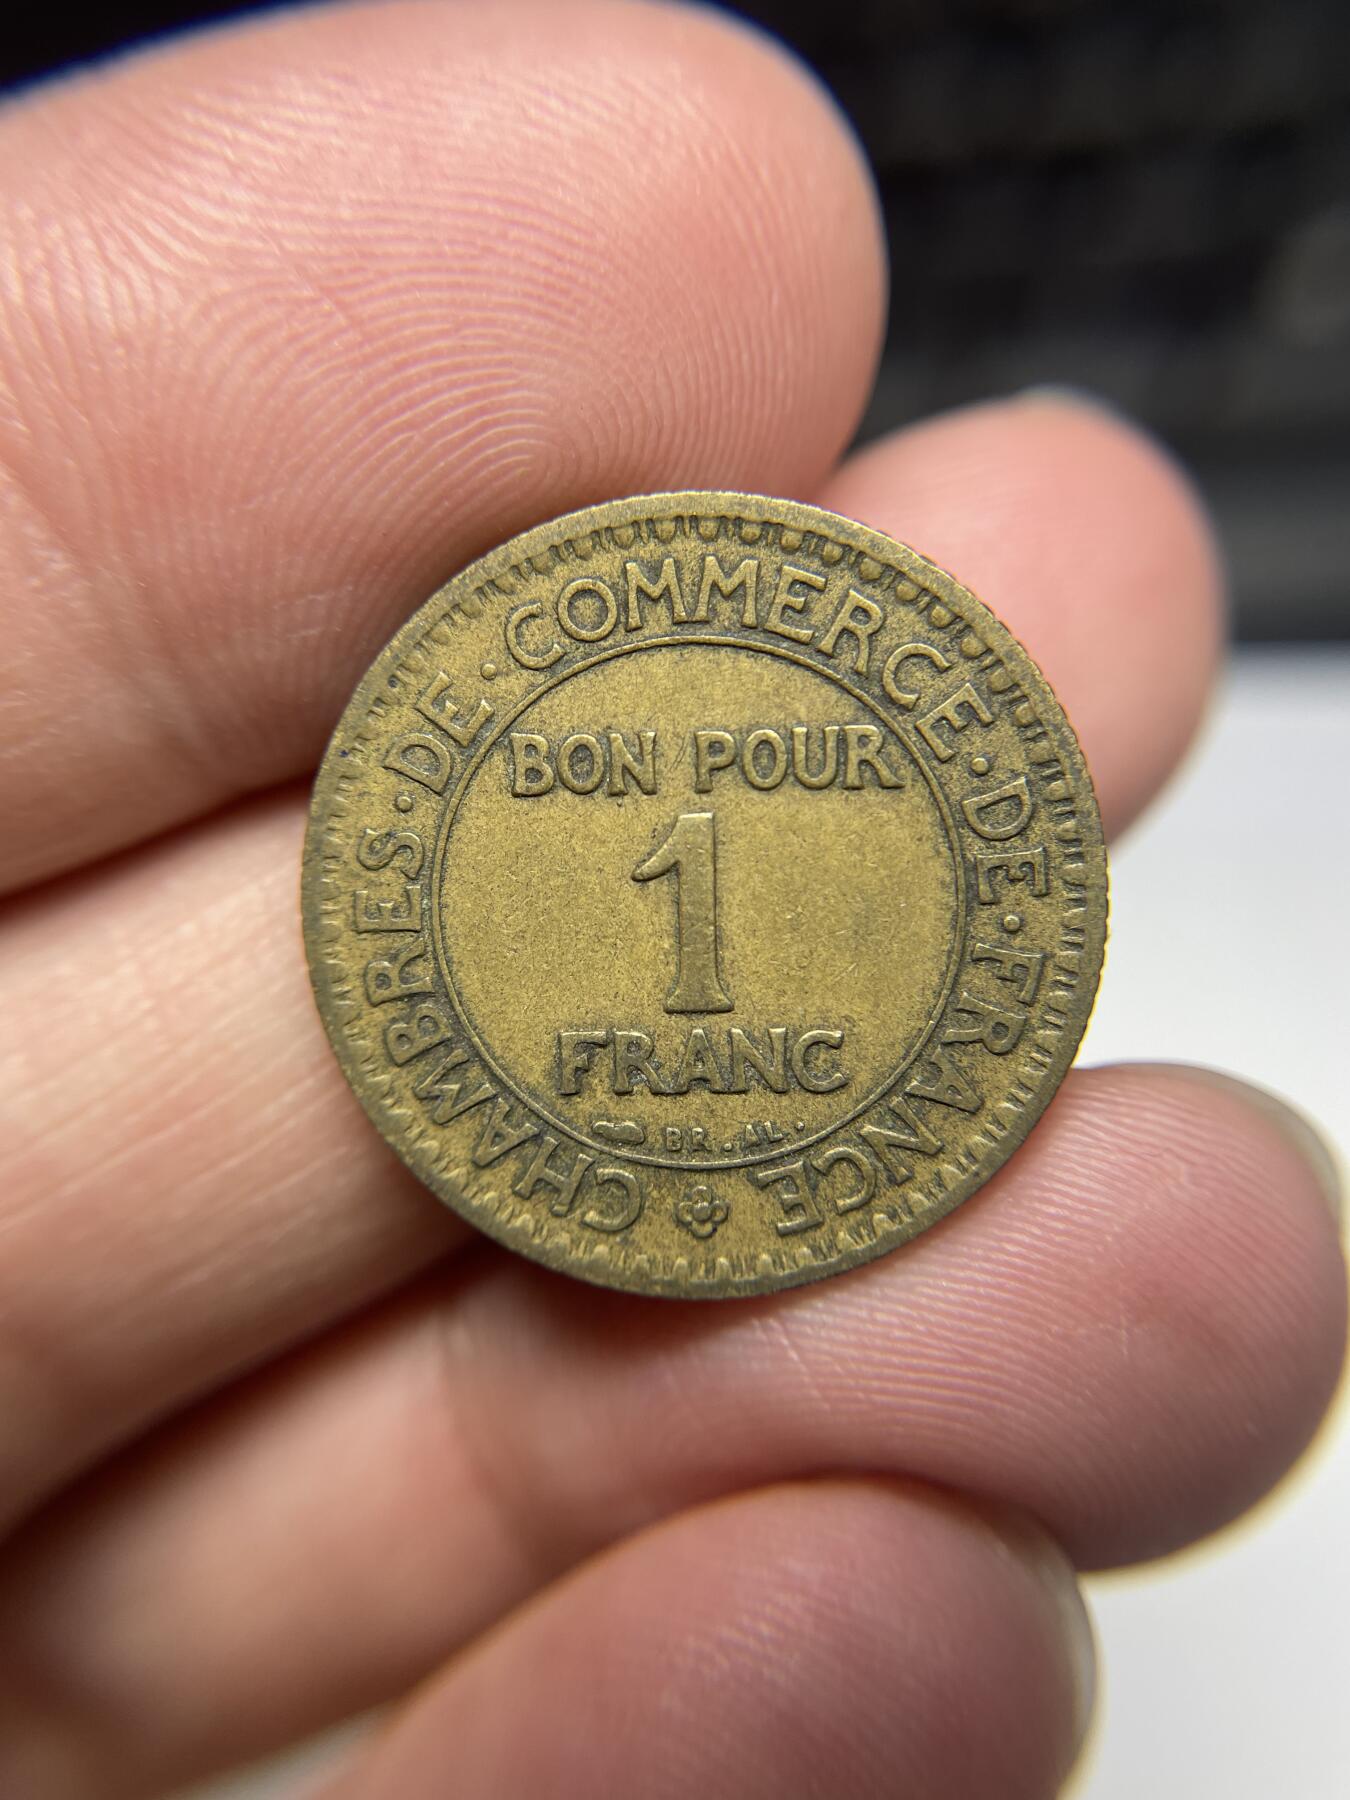 CHAMBRES · DE · COMMERCE · DE · FRANCE
BON POUR
1
FRANC
BR. AL.